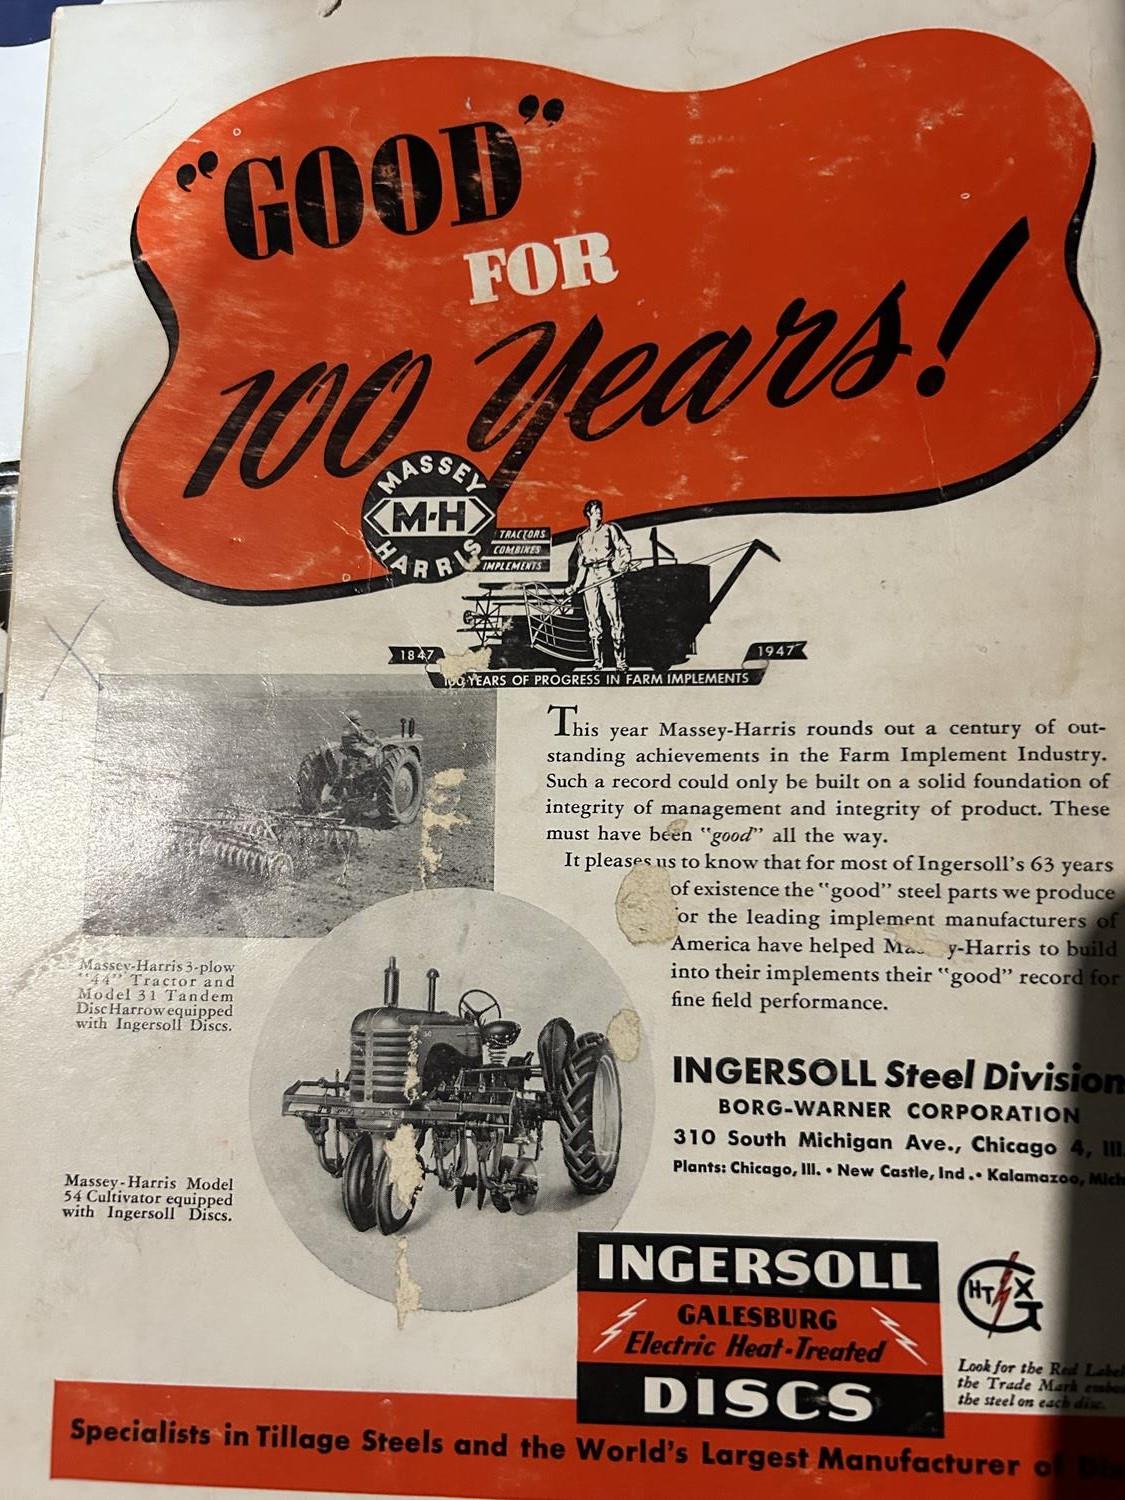 "GOOD"
FOR
100 Years!
MASSEY
M-H
HARRIS
TRACTORS
COMBINES
IMPLEMENTS
1847
1947
100 YEARS OF PROGRESS IN FARM IMPLEMENTS
This year Massey-Harris rounds out a century of out-
standing achievements in the Farm Implement Industry.
Such a record could only be built on a solid foundation of
integrity of management and integrity of product. These
must have been "good" all the way.
It pleases us to know that for most of Ingersoll's 63 years
of existence the "good" steel parts we produce
for the leading implement manufacturers of
America have helped Ma y-Harris to build
into their implements their "good" record for
fine field performance.
Massey-Harris 3-plow
"44" Tractor and
Model 31 Tandem
Disc Harrow equipped
with Ingersoll Discs.
Massey-Harris Model
54 Cultivator equipped
with Ingersoll Discs.
INGERSOLL Steel Division
BORG-WARNER CORPORATION
310 South Michigan Ave., Chicago 4, Ill.
Plants: Chicago, Ill. • New Castle, Ind. • Kalamazoo, Mich
INGERSOLL
GALESBURG
Electric Heat-Treated
DISCS
HT X
G
Look for the Red Label
the Trade Mark embos
the steel on each disc.
Specialists in Tillage Steels and the World's Largest Manufacturer of